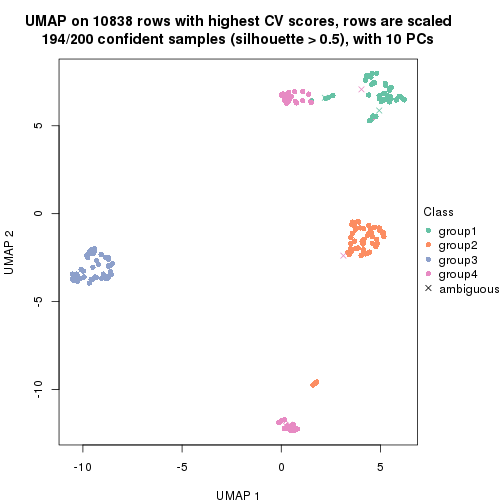 UMAP on 10838 rows with highest CV scores, rows are scaled
194/200 confident samples (silhouette > 0.5), with 10 PCs
5
0
-5
-10
UMAP 2
-10
-5
0
5
UMAP 1
Class
group1
group2
group3
group4
ambiguous